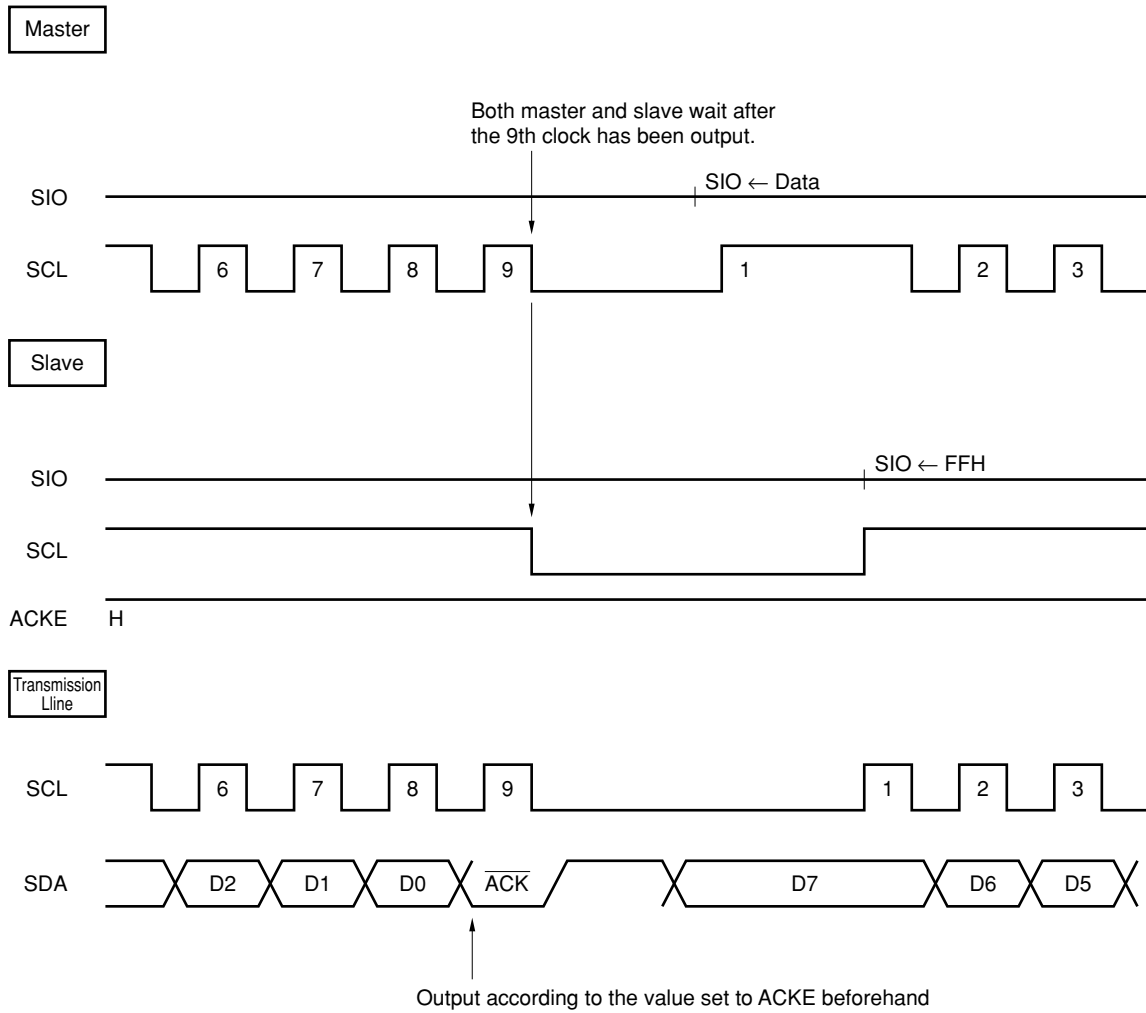 Master
Both master and slave wait after
the 9th clock has been output.
SIO
SIO ← Data
SCL
6 7 8 9 1 2 3
Slave
SIO
SIO ← FFH
SCL
ACKE H
Transmission
Lline
SCL
6 7 8 9 1 2 3
SDA
D2 D1 D0 A̅C̅K̅ D7 D6 D5
Output according to the value set to ACKE beforehand